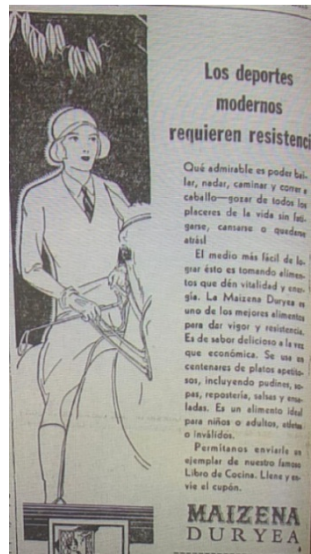 Los deportes
modernos
requieren resistenci
Qué admirable es poder bai-
lar, nadar, caminar y correr a
caballo—gozar de todos los
placeres de la vida sin fati-
garse, cansarse o quedarse
atrás!
El medio más fácil de lo-
grar ésto es tomando alimen-
tos que dén vitalidad y ener-
gía. La Maizena Duryea es
uno de los mejores alimentos
para dar vigor y resistencia.
Es de sabor delicioso a la vez
que económica. Se usa en
centenares de platos apetito-
sos, incluyendo pudines, so-
pas, repostería, salsas y ensa-
ladas. Es un alimento ideal
para niños o adultos, atletas
o inválidos.
Permítanos enviarle un
ejemplar de nuestro famoso
Libro de Cocina. Llene y en-
víe el cupón.
MAIZENA
DURYEA